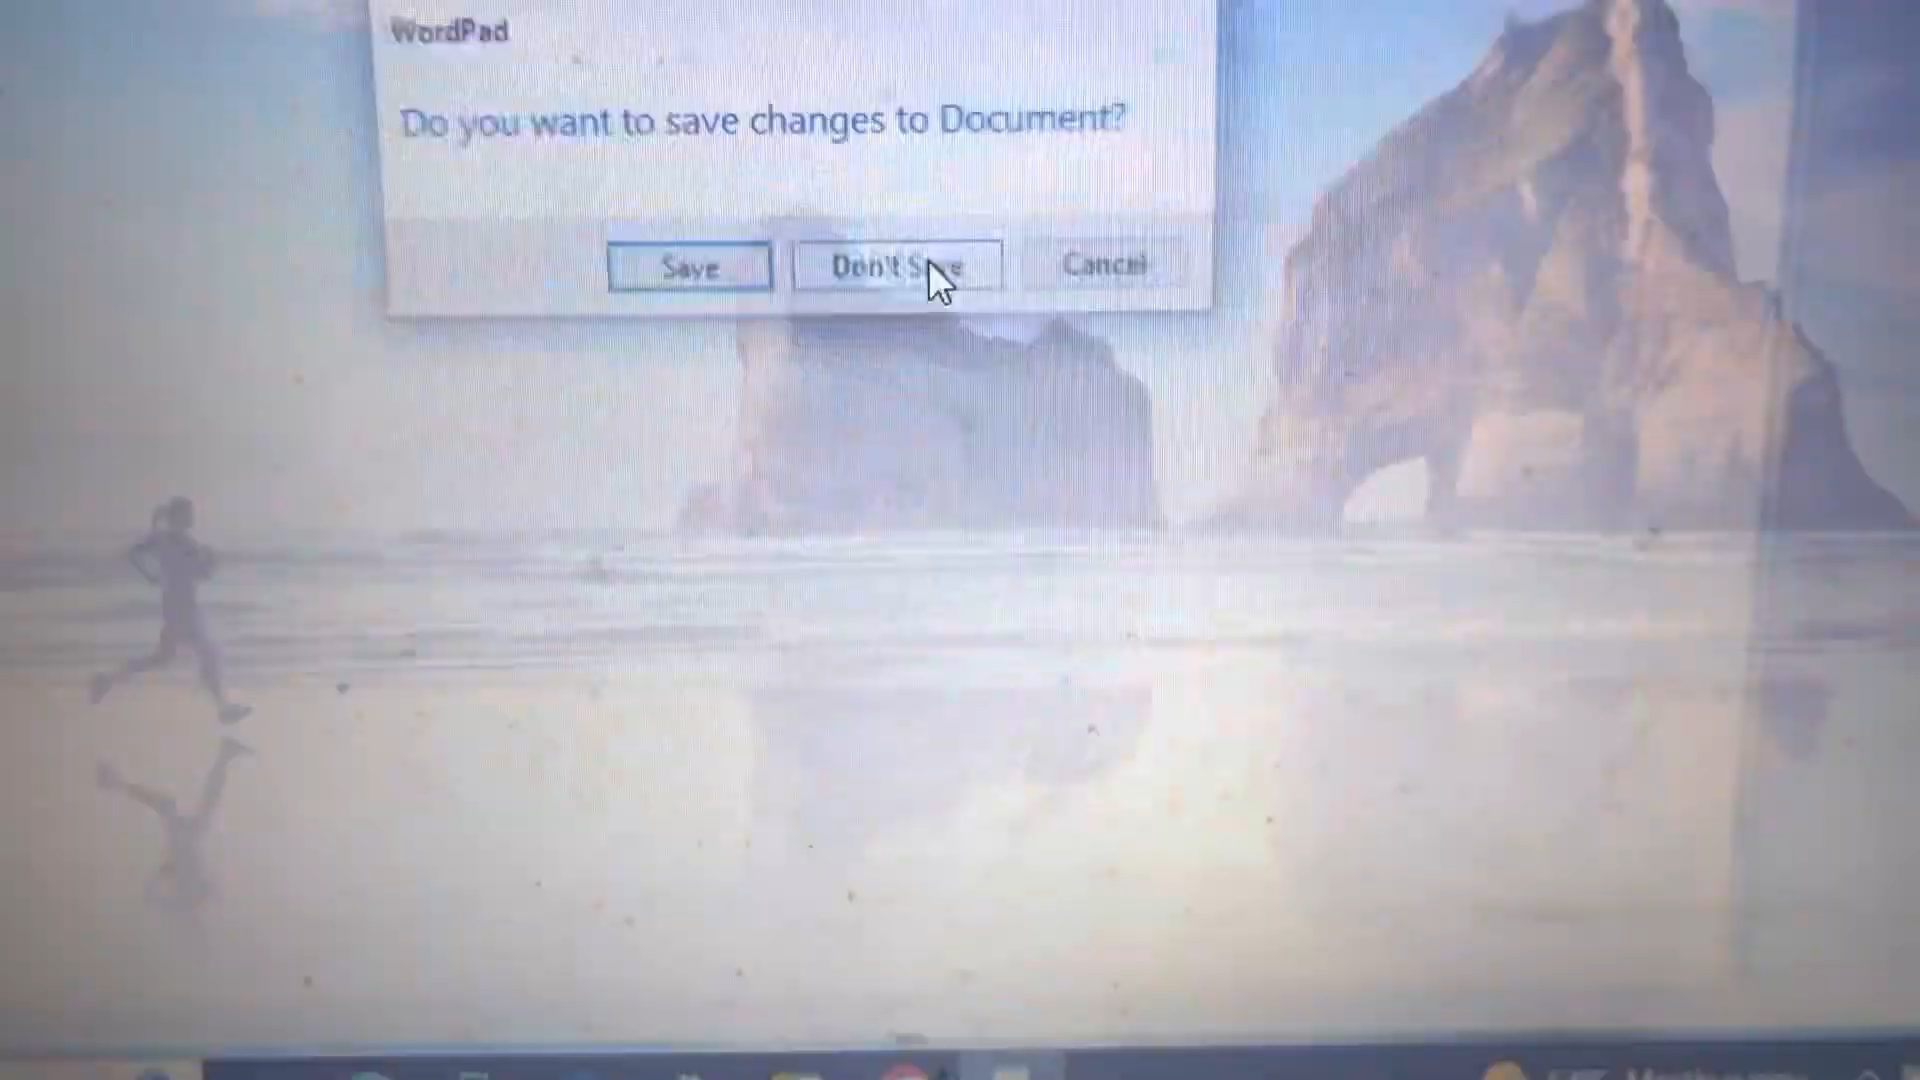 WordPad
Do you want to save changes to Document?
Save
Don't Save
Cancel